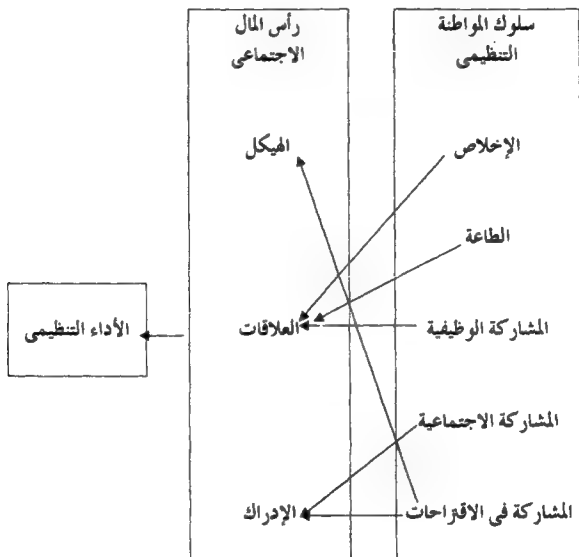 سلوك المواطنة
التنظيمى
رأس المال
الاجتماعى
الإخلاص
الهيكل
الطاعة
المشاركة الوظيفية
العلاقات
الأداء التنظيمى
المشاركة الاجتماعية
المشاركة فى الاقتراحات
الإدراك